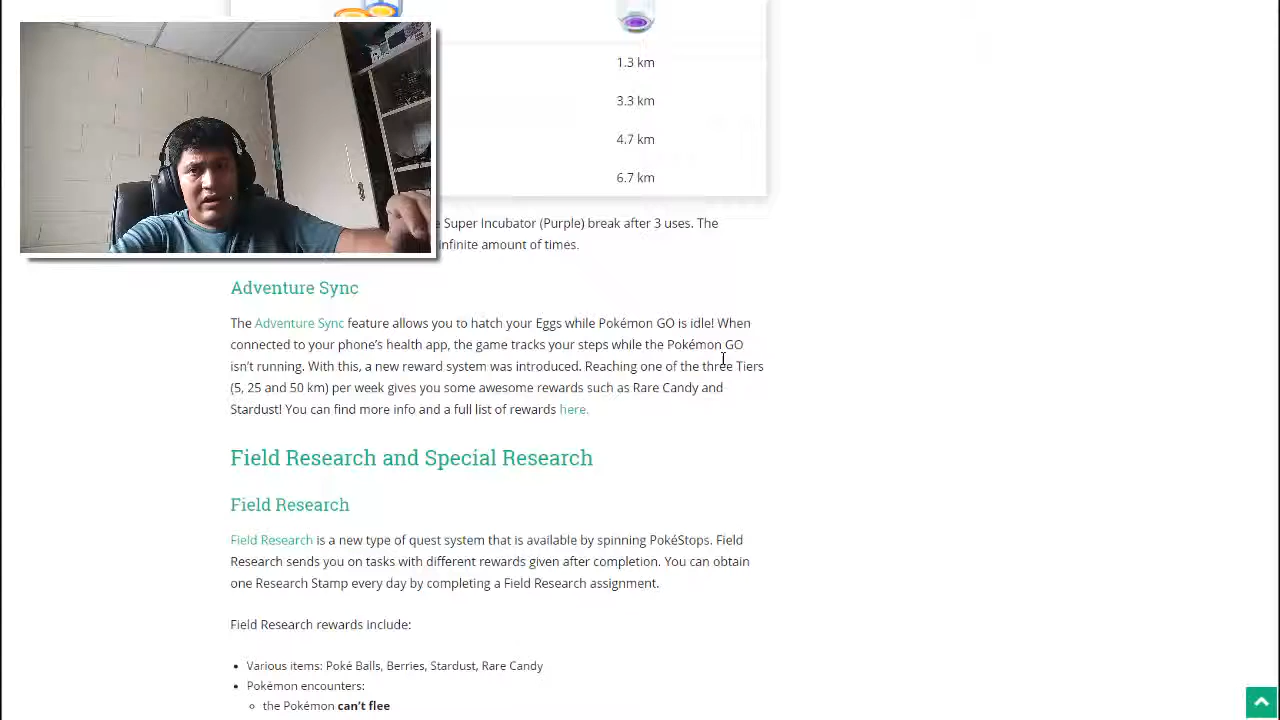 1.3 km
3.3 km
4.7 km
6.7 km
Super Incubator (Purple) break after 3 uses. The
infinite amount of times.
Adventure Sync
The Adventure Sync feature allows you to hatch your Eggs while Pokémon GO is idle! When
connected to your phone’s health app, the game tracks your steps while the Pokémon GO
isn’t running. With this, a new reward system was introduced. Reaching one of the three Tiers
(5, 25 and 50 km) per week gives you some awesome rewards such as Rare Candy and
Stardust! You can find more info and a full list of rewards here.
Field Research and Special Research
Field Research
Field Research is a new type of quest system that is available by spinning PokéStops. Field
Research sends you on tasks with different rewards given after completion. You can obtain
one Research Stamp every day by completing a Field Research assignment.
Field Research rewards include:
• Various items: Poké Balls, Berries, Stardust, Rare Candy
• Pokémon encounters:
○ the Pokémon can’t flee